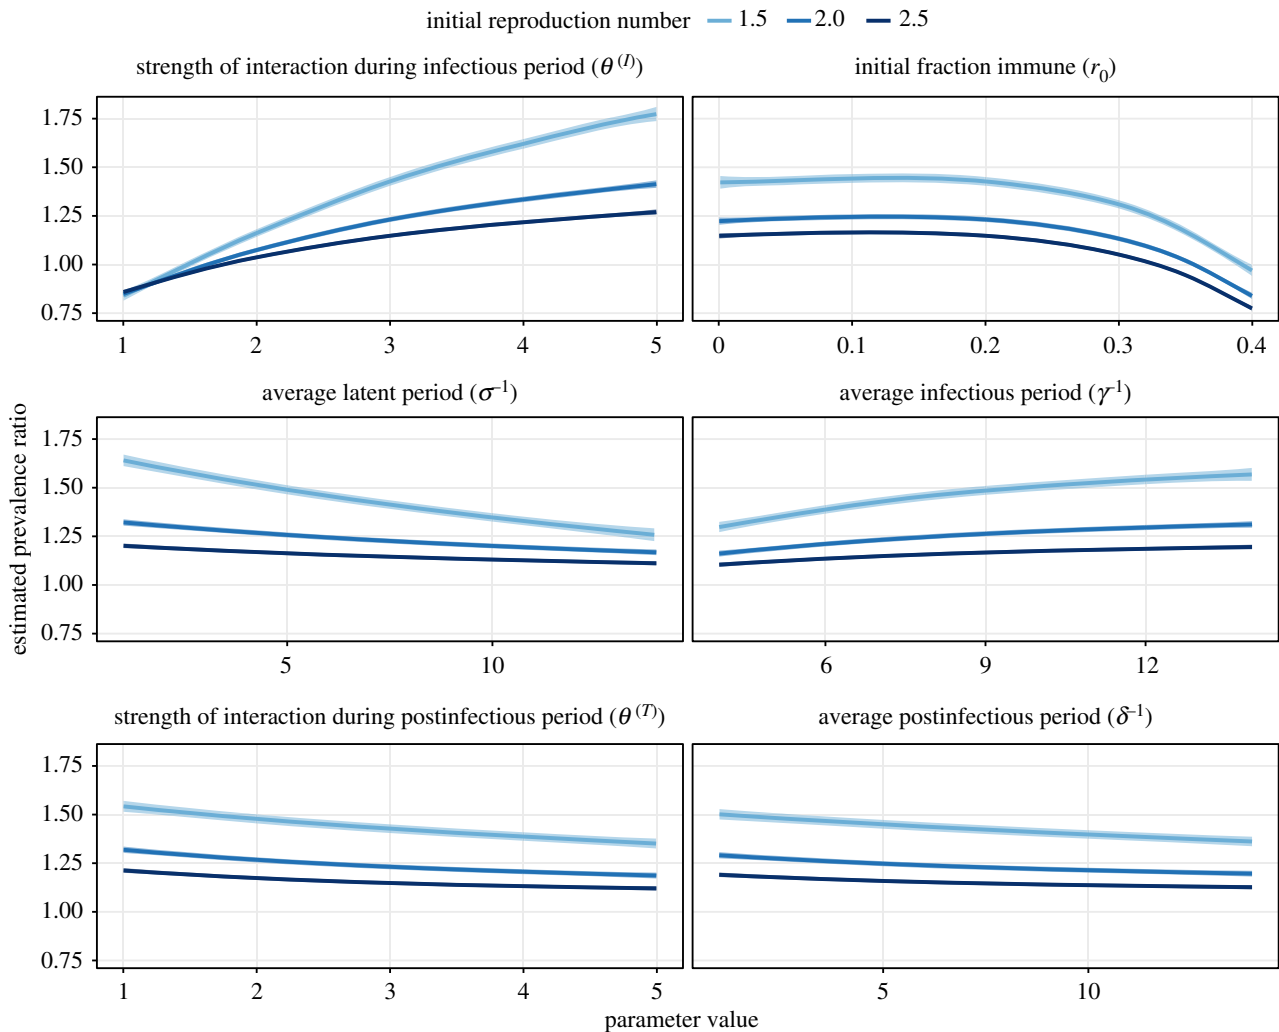 initial reproduction number 1.5 2.0 2.5
strength of interaction during infectious period (θ^(I))
initial fraction immune (r₀)
1.75
1.50
1.25
1.00
0.75
1 2 3 4 5
0 0.1 0.2 0.3 0.4
average latent period (σ⁻¹)
average infectious period (γ⁻¹)
estimated prevalence ratio
1.75
1.50
1.25
1.00
0.75
5 10
6 9 12
strength of interaction during postinfectious period (θ^(T))
average postinfectious period (δ⁻¹)
1.75
1.50
1.25
1.00
0.75
1 2 3 4 5
5 10
parameter value